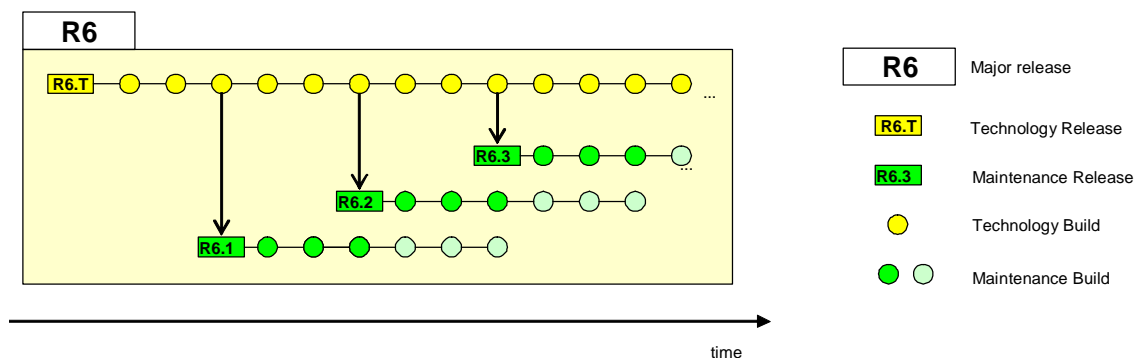 R6
R6.T
...
R6.3
...
R6.2
R6.1
time
R6 Major release
R6.T Technology Release
R6.3 Maintenance Release
Technology Build
Maintenance Build